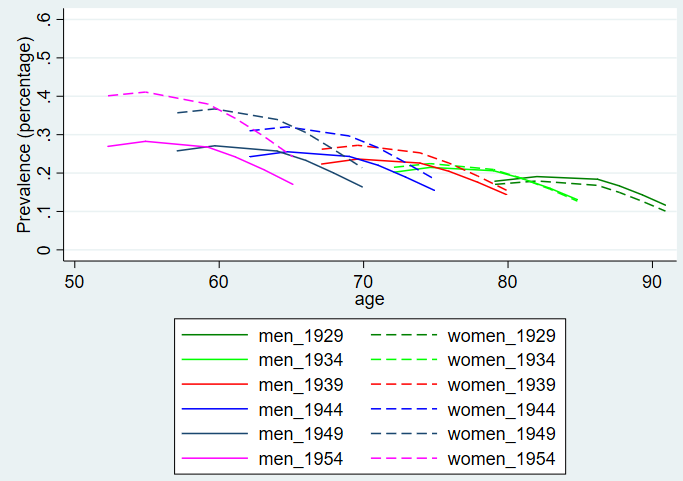 Prevalence (percentage)
.6
.5
.4
.3
.2
.1
0
50 60 70 80 90
age
men_1929 women_1929
men_1934 women_1934
men_1939 women_1939
men_1944 women_1944
men_1949 women_1949
men_1954 women_1954